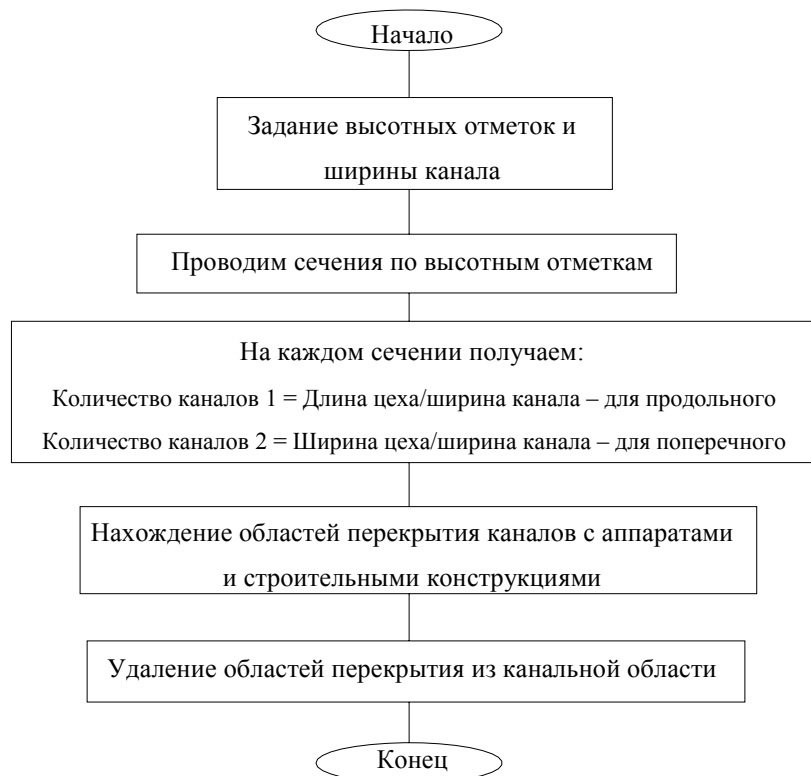 Начало
Задание высотных отметок и
ширины канала
Проводим сечения по высотным отметкам
На каждом сечении получаем:
Количество каналов 1 = Длина цеха/ширина канала – для продольного
Количество каналов 2 = Ширина цеха/ширина канала – для поперечного
Нахождение областей перекрытия каналов с аппаратами
и строительными конструкциями
Удаление областей перекрытия из канальной области
Конец